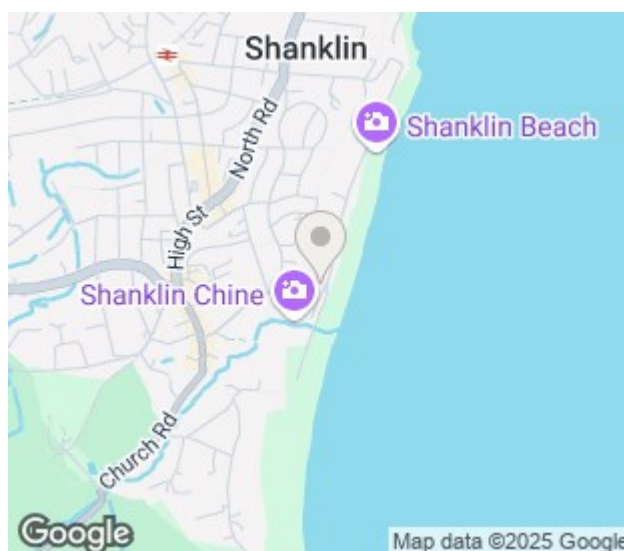 Shanklin
Shanklin Beach
North Rd
High St
Shanklin Chine
Church Rd
Google
Map data ©2025 Google